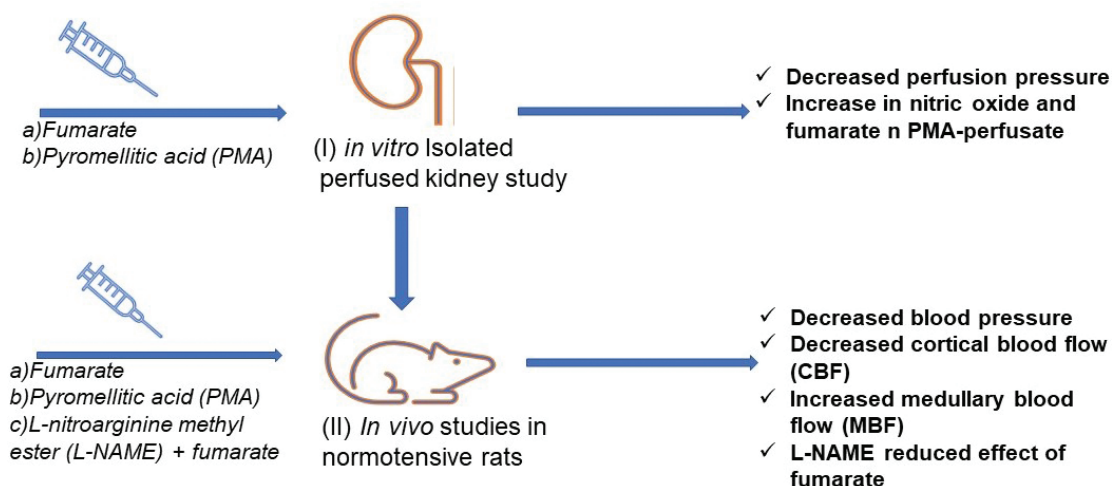 a)Fumarate
b)Pyromellitic acid (PMA)
(I) in vitro Isolated
perfused kidney study
✓ Decreased perfusion pressure
✓ Increase in nitric oxide and
fumarate n PMA-perfusate
a)Fumarate
b)Pyromellitic acid (PMA)
c)L-nitroarginine methyl
ester (L-NAME) + fumarate
(II) In vivo studies in
normotensive rats
✓ Decreased blood pressure
✓ Decreased cortical blood flow
(CBF)
✓ Increased medullary blood
flow (MBF)
✓ L-NAME reduced effect of
fumarate